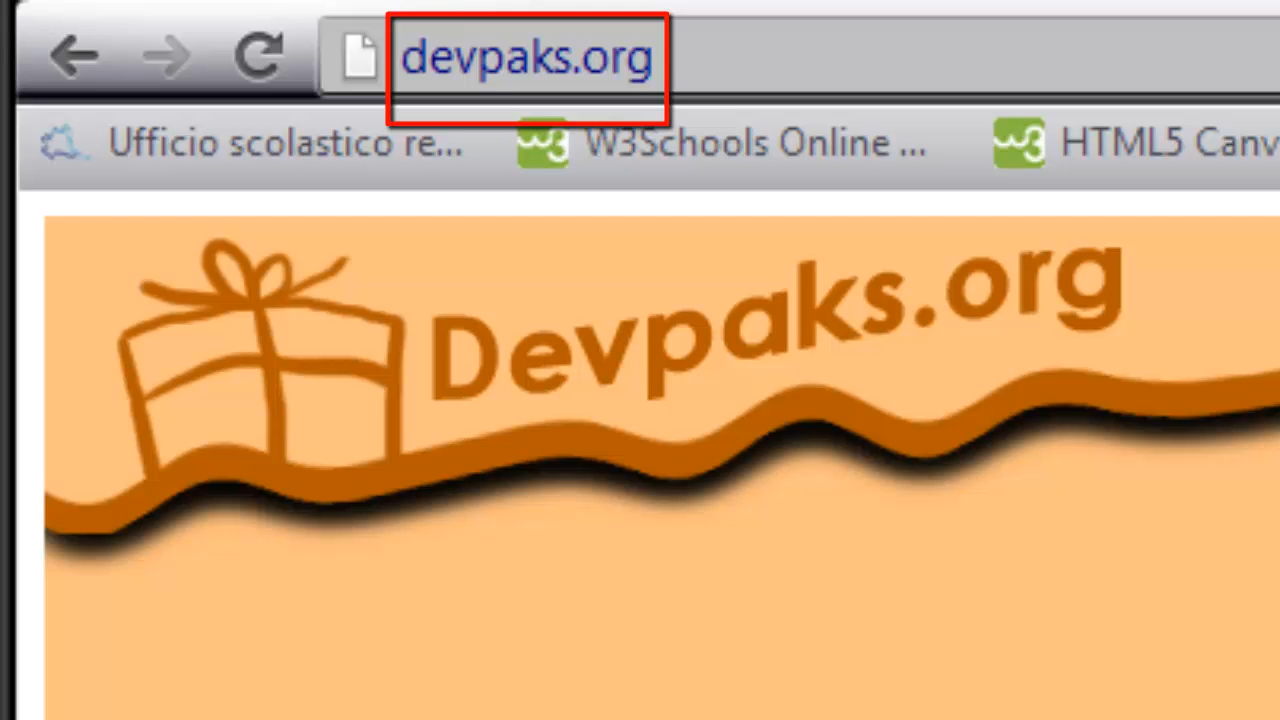 devpaks.org
Ufficio scolastico re... W3Schools Online ... HTML5 Canv
Devpaks.org